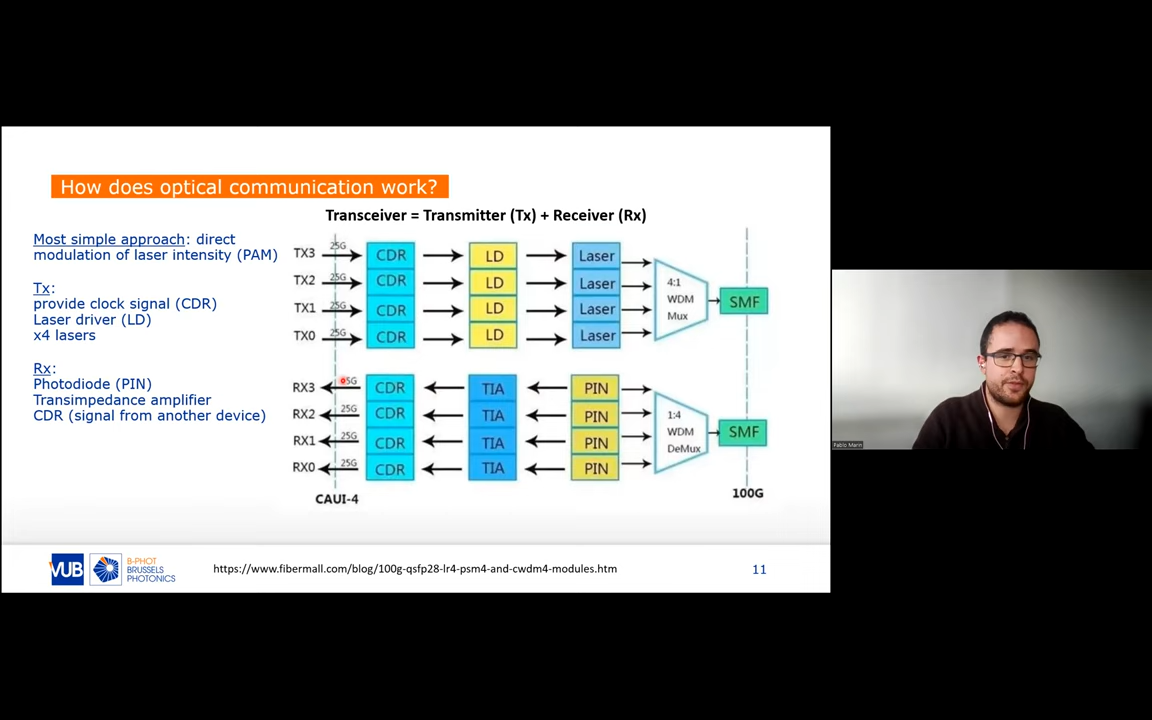 How does optical communication work?
Transceiver = Transmitter (Tx) + Receiver (Rx)
Most simple approach: direct
modulation of laser intensity (PAM)
Tx:
provide clock signal (CDR)
Laser driver (LD)
x4 lasers
Rx:
Photodiode (PIN)
Transimpedance amplifier
CDR (signal from another device)
TX3 25G CDR LD Laser
TX2 25G CDR LD Laser
TX1 25G CDR LD Laser
TX0 25G CDR LD Laser
4:1
WDM
Mux
SMF
RX3 25G CDR TIA PIN
RX2 25G CDR TIA PIN
RX1 25G CDR TIA PIN
RX0 25G CDR TIA PIN
1:4
WDM
DeMux
SMF
CAUI-4
100G
VUB
B-PHOT
BRUSSELS
PHOTONICS
https://www.fibermall.com/blog/100g-qsfp28-lr4-psm4-and-cwdm4-modules.htm
11